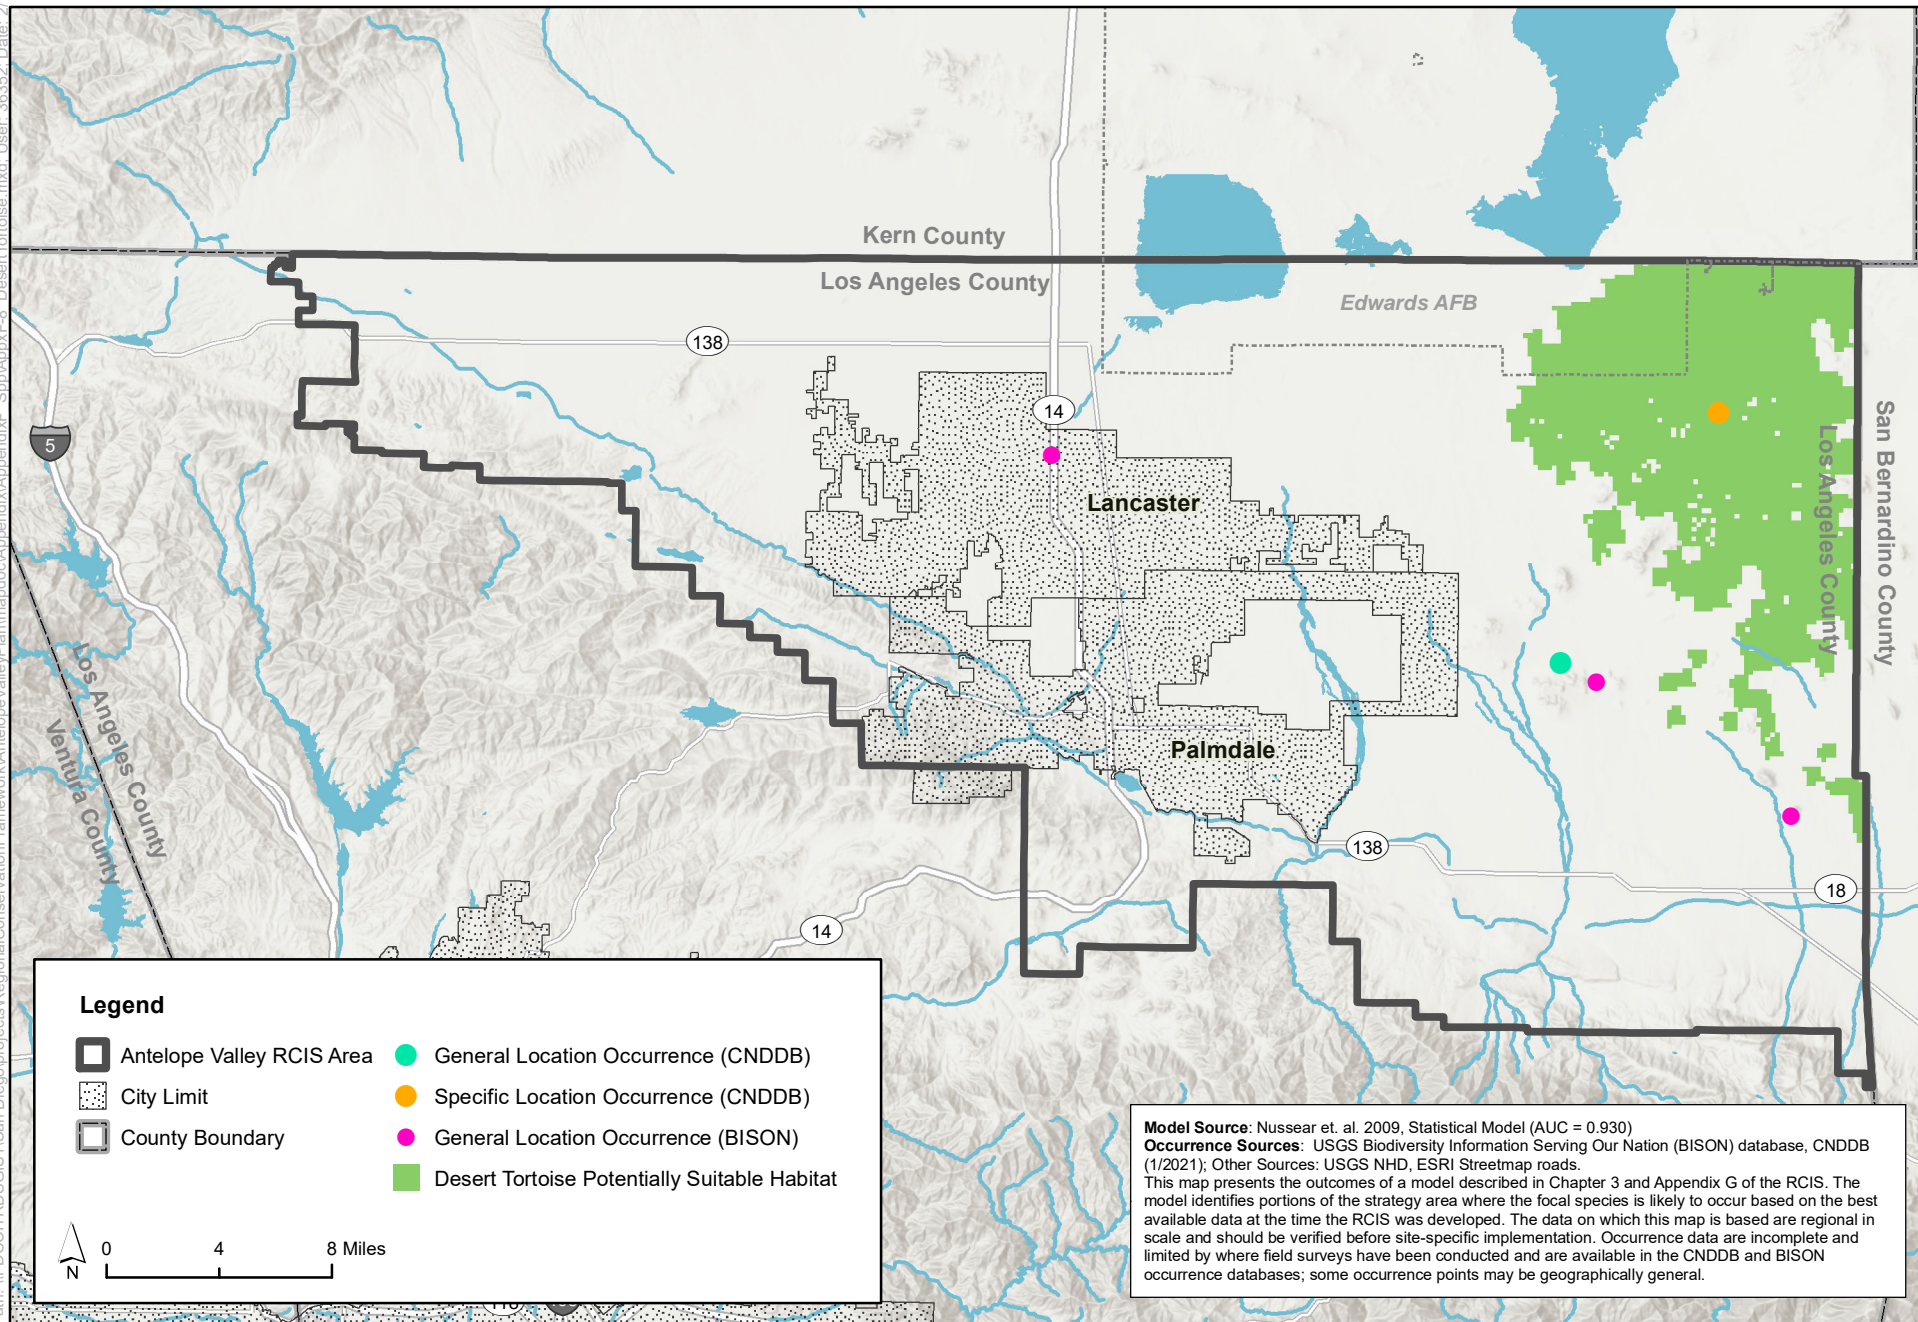 Kern County
Los Angeles County
Edwards AFB
138
14
5
Lancaster
San Bernardino County
Los Angeles County
Los Angeles County
Ventura County
Palmdale
138
18
14
Legend
Antelope Valley RCIS Area
City Limit
County Boundary
General Location Occurrence (CNDDB)
Specific Location Occurrence (CNDDB)
General Location Occurrence (BISON)
Desert Tortoise Potentially Suitable Habitat
N
0 4 8 Miles
Model Source: Nussear et. al. 2009, Statistical Model (AUC = 0.930)
Occurrence Sources: USGS Biodiversity Information Serving Our Nation (BISON) database, CNDDB
(1/2021); Other Sources: USGS NHD, ESRI Streetmap roads.
This map presents the outcomes of a model described in Chapter 3 and Appendix G of the RCIS. The
model identifies portions of the strategy area where the focal species is likely to occur based on the best
available data at the time the RCIS was developed. The data on which this map is based are regional in
scale and should be verified before site-specific implementation. Occurrence data are incomplete and
limited by where field surveys have been conducted and are available in the CNDDB and BISON
occurrence databases; some occurrence points may be geographically general.